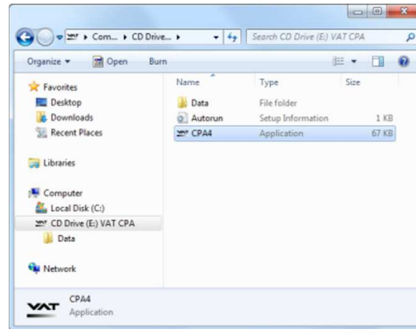 Com... CD Drive...
Search CD Drive (E:) VAT CPA
Organize Open Burn
Favorites
Desktop
Downloads
Recent Places
Libraries
Computer
Local Disk (C:)
CD Drive (E:) VAT CPA
Data
Network
Name Type Size
Data File folder
Autorun Setup Information 1 KB
CPA4 Application 67 KB
VAT
CPA4
Application